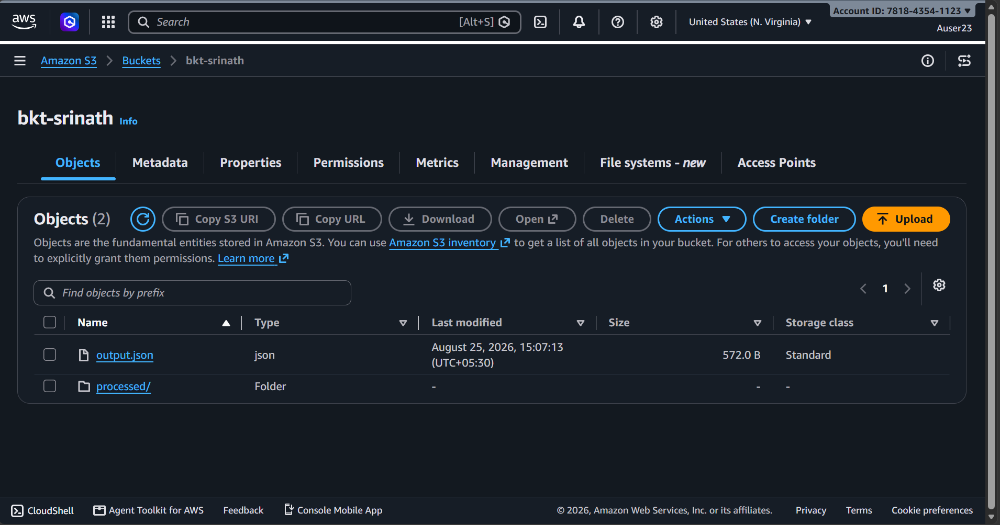 aws
Search [Alt+S]
United States (N. Virginia) ▼
Account ID: 7818-4354-1123 ▼
Auser23
Amazon S3 > Buckets > bkt-srinath
bkt-srinath Info
Objects Metadata Properties Permissions Metrics Management File systems - new Access Points
Objects (2) Copy S3 URI Copy URL Download Open Delete Actions ▼ Create folder Upload
Objects are the fundamental entities stored in Amazon S3. You can use Amazon S3 inventory to get a list of all objects in your bucket. For others to access your objects, you'll need
to explicitly grant them permissions. Learn more
Find objects by prefix
1
Name Type Last modified Size Storage class
output.json json August 25, 2026, 15:07:13 (UTC+05:30) 572.0 B Standard
processed/ Folder - - -
CloudShell Agent Toolkit for AWS Feedback Console Mobile App © 2026, Amazon Web Services, Inc. or its affiliates. Privacy Terms Cookie preferences